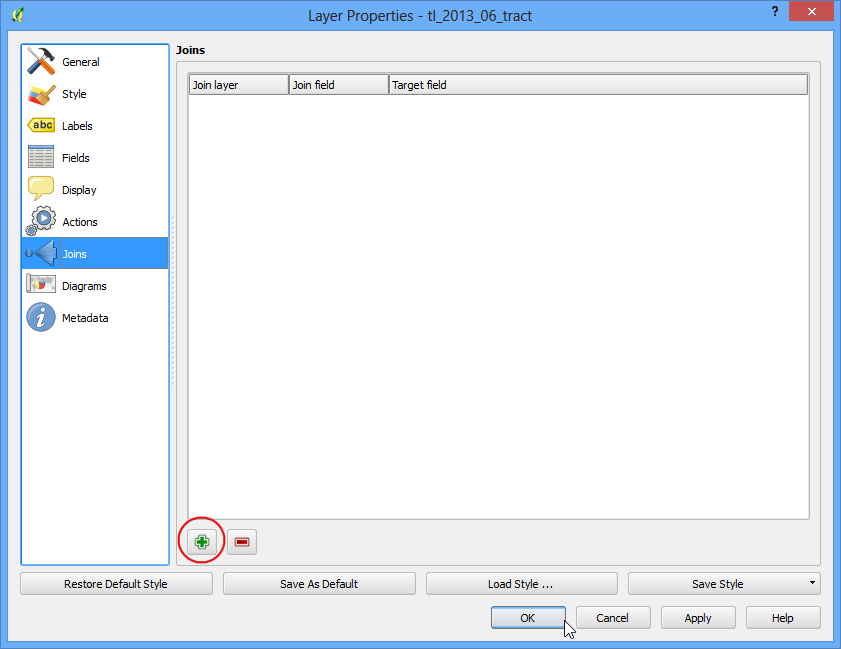 Layer Properties - tl_2013_06_tract
?
General
Style
abc Labels
Fields
Display
Actions
Joins
Diagrams
i Metadata
Joins
Join layer Join field Target field
Restore Default Style Save As Default Load Style ... Save Style
OK Cancel Apply Help